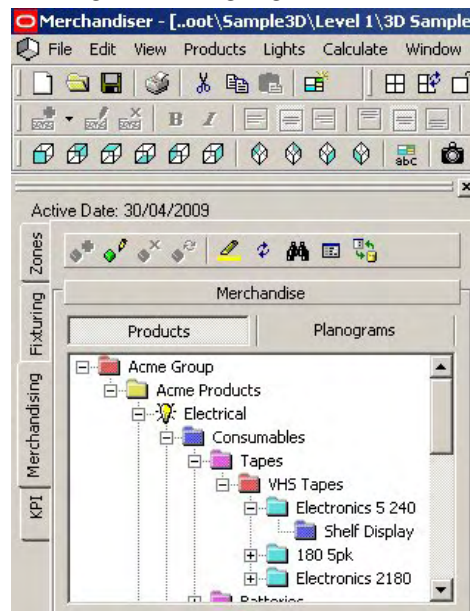 Merchandiser - [..oot\Sample3D\Level 1\3D Sample
File Edit View Products Lights Calculate Window
B I
abc
Active Date: 30/04/2009
Zones
Fixturing
Merchandising
KPI
Merchandise
Products Planograms
Acme Group
Acme Products
Electrical
Consumables
Tapes
VHS Tapes
Electronics 5 240
Shelf Display
180 5pk
Electronics 2180
Batteries